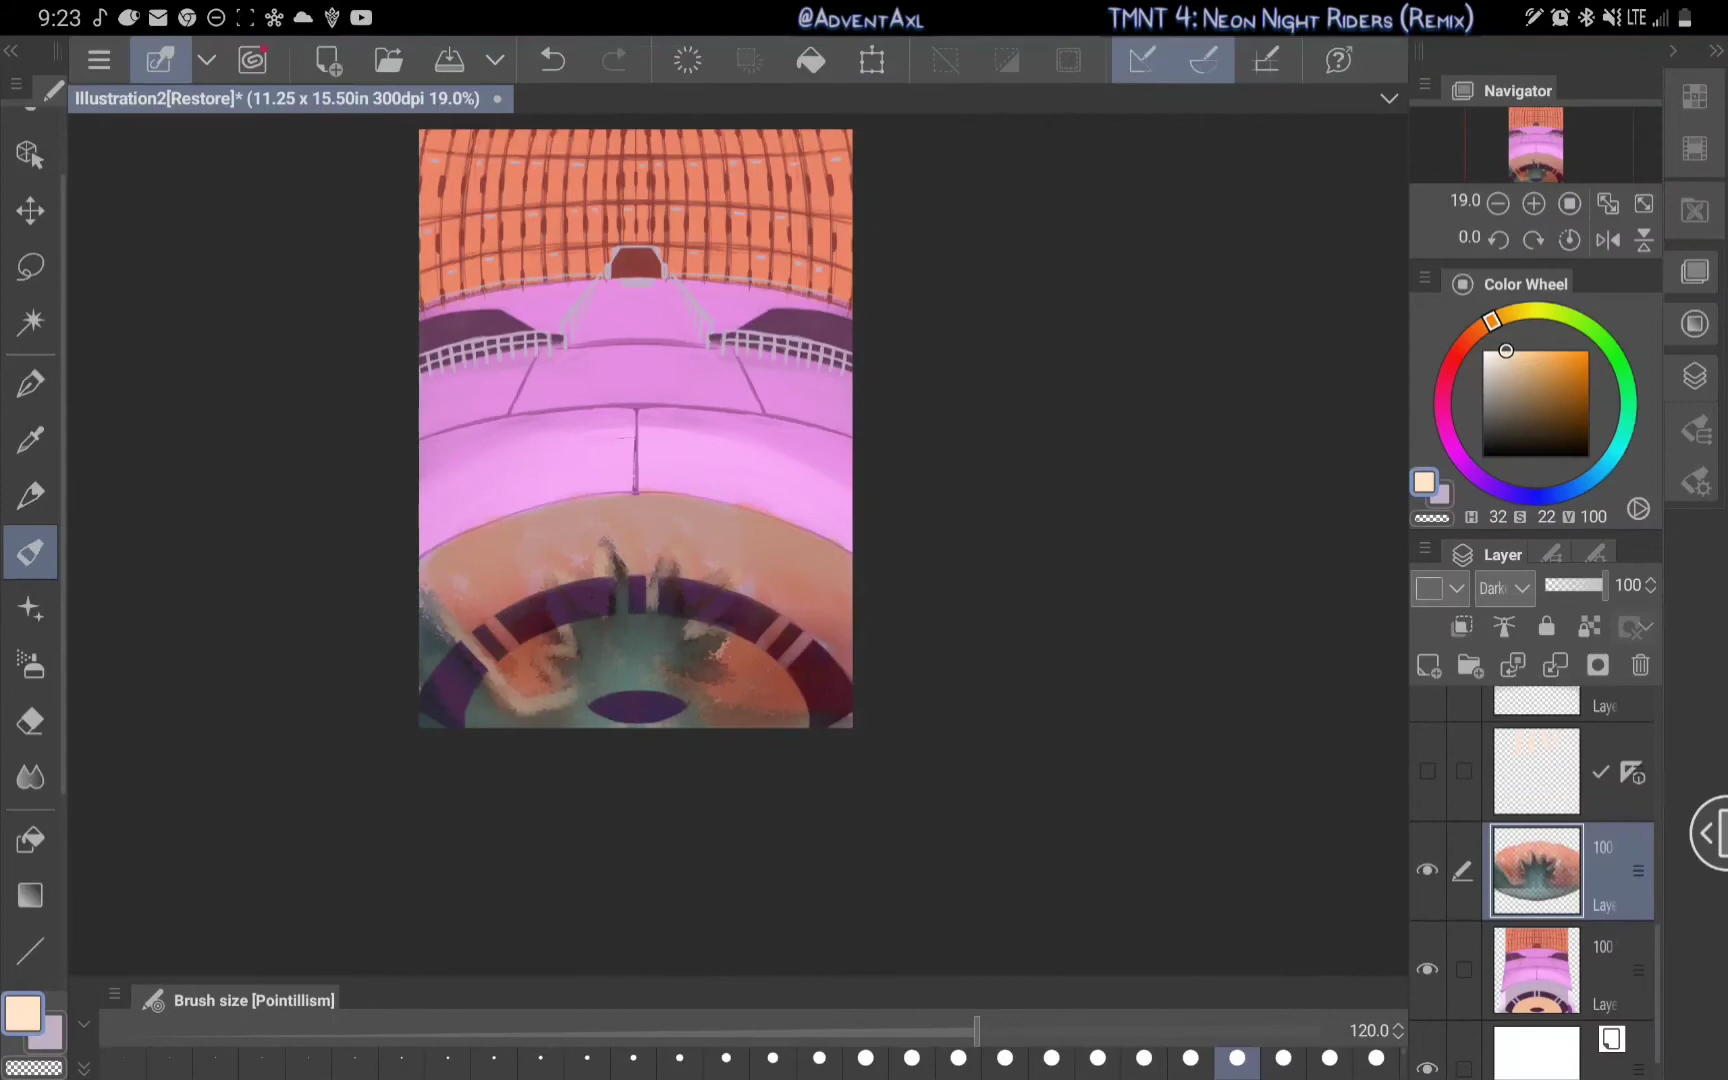 9:23
@AdventAxl
TMNT 4: Neon Night Riders (Remix)
LTE
Illustration2[Restore]* (11.25 x 15.50in 300dpi 19.0%)
Navigator
19.0
0.0
Color Wheel
H 32 S 22 V 100
Layer
Dark
100
Laye
100
Laye
100
Laye
Brush size [Pointillism]
120.0